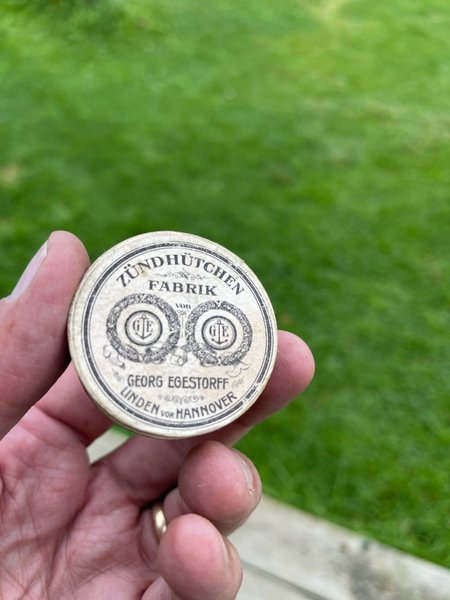 ZÜNDHÜTCHEN
FABRIK
VON
GE GE
GEORG EGESTORFF
LINDEN VOR HANNOVER